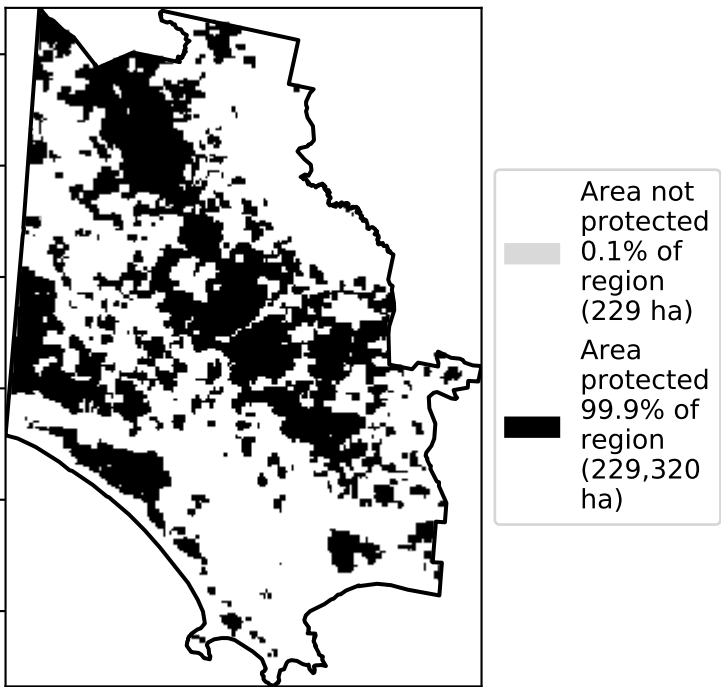 Area not
protected
0.1% of
region
(229 ha)
Area
protected
99.9% of
region
(229,320
ha)